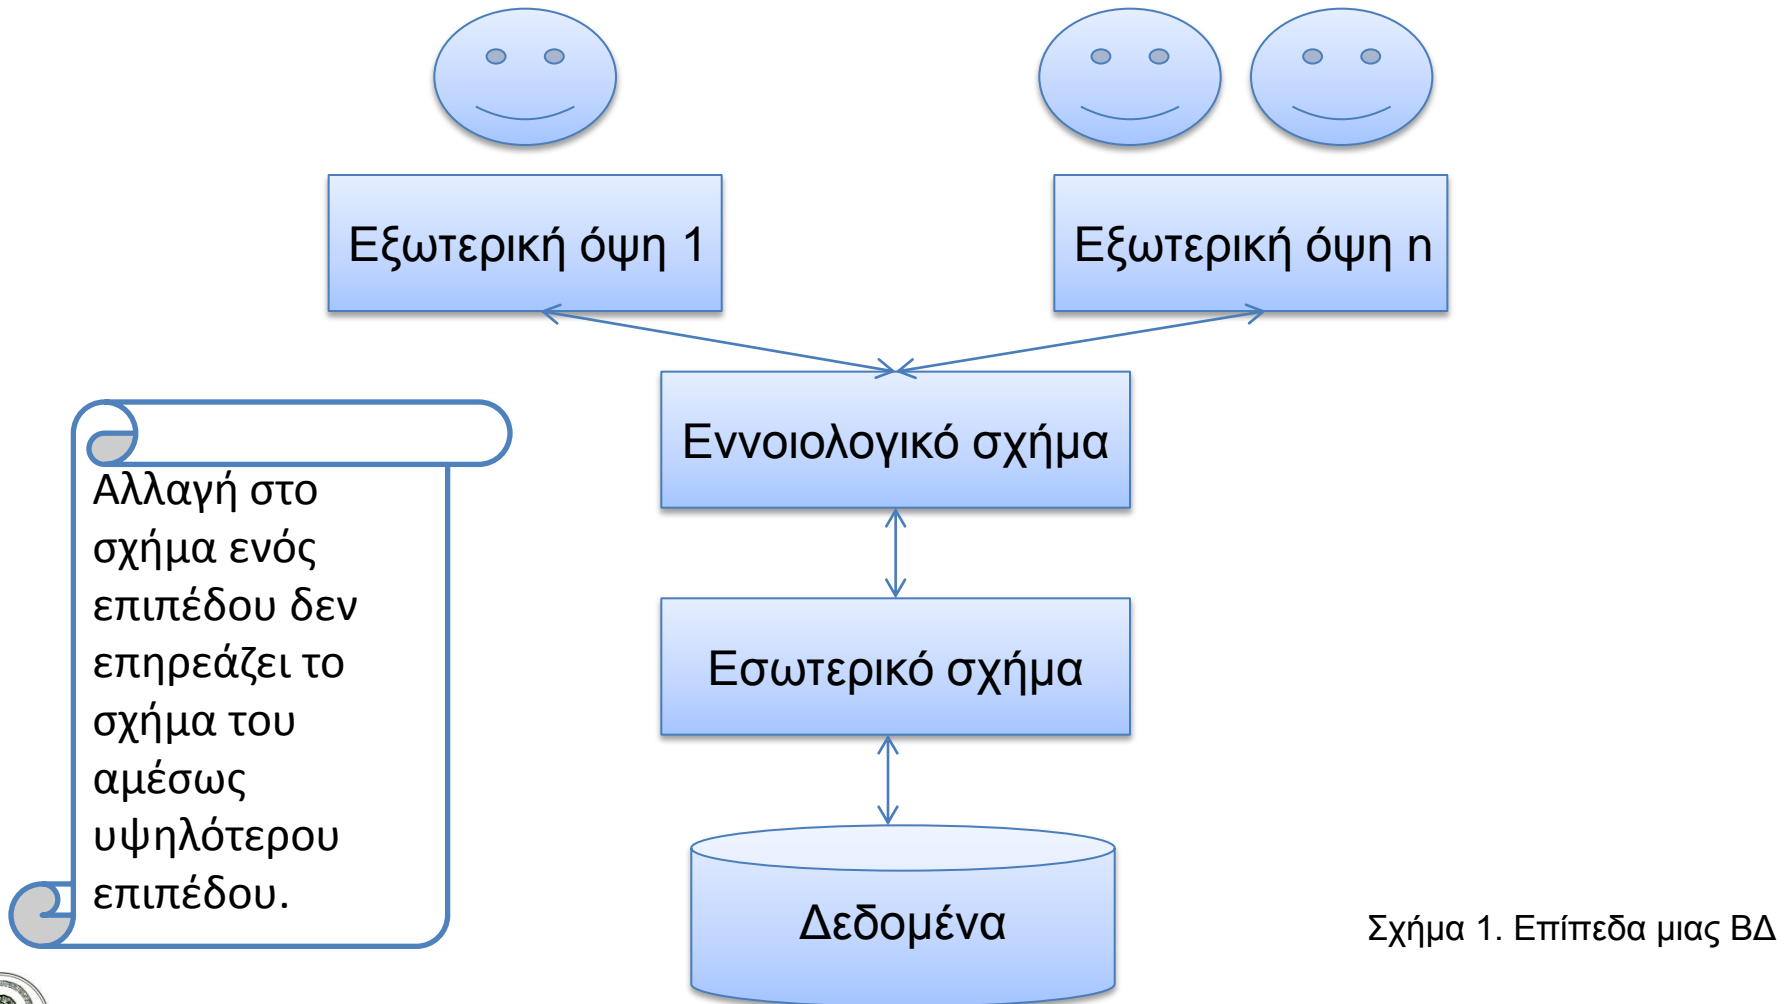 Εξωτερική όψη 1
Εξωτερική όψη n
Εννοιολογικό σχήμα
Εσωτερικό σχήμα
Δεδομένα
Αλλαγή στο
σχήμα ενός
επιπέδου δεν
επηρεάζει το
σχήμα του
αμέσως
υψηλότερου
επιπέδου.
Σχήμα 1. Επίπεδα μιας ΒΔ